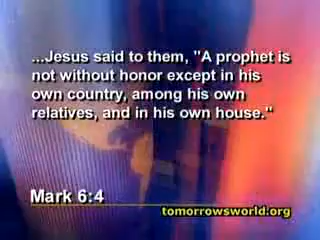 ...Jesus said to them, "A prophet is
not without honor except in his
own country, among his own
relatives, and in his own house."
Mark 6:4
tomorrowsworld.org